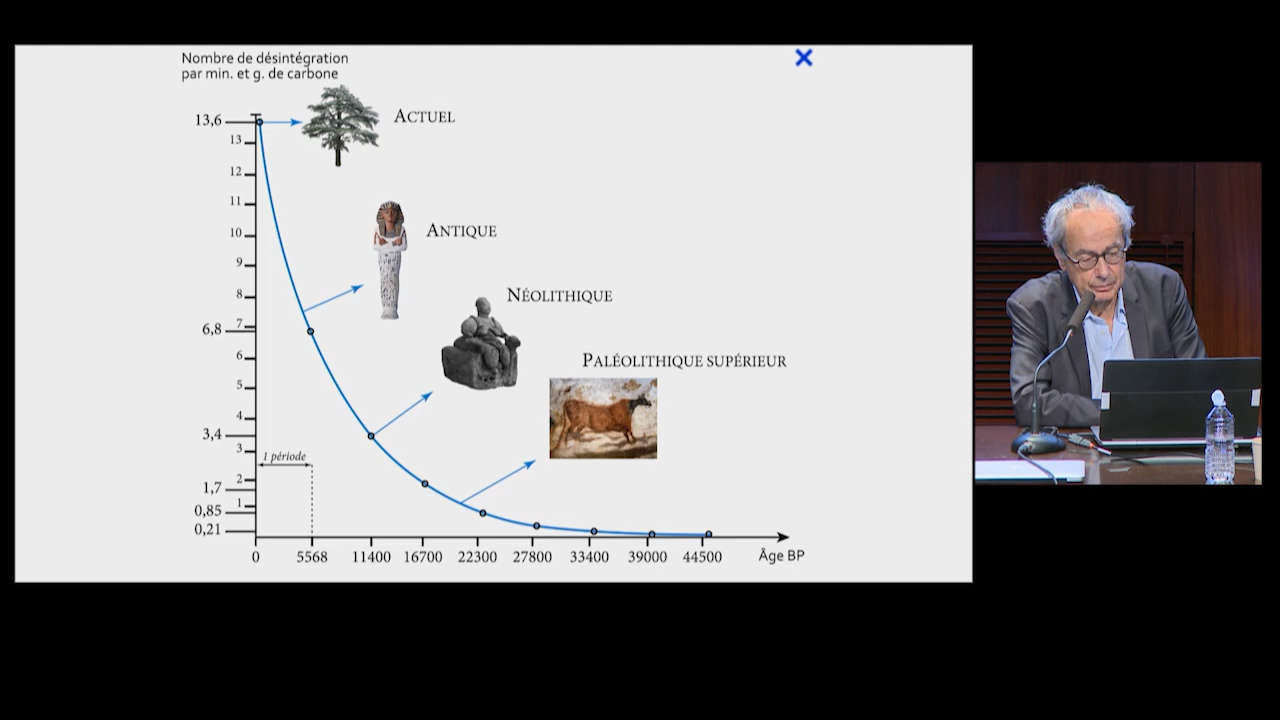 Nombre de désintégration
par min. et g. de carbone
13,6
ACTUEL
13
12
11
ANTIQUE
10
9
8
NÉOLITHIQUE
7
6,8
6
PALÉOLITHIQUE SUPÉRIEUR
5
4
3,4
3
1 période
2
1,7
1
0,85
0,21
0 5568 11400 16700 22300 27800 33400 39000 44500 Âge BP